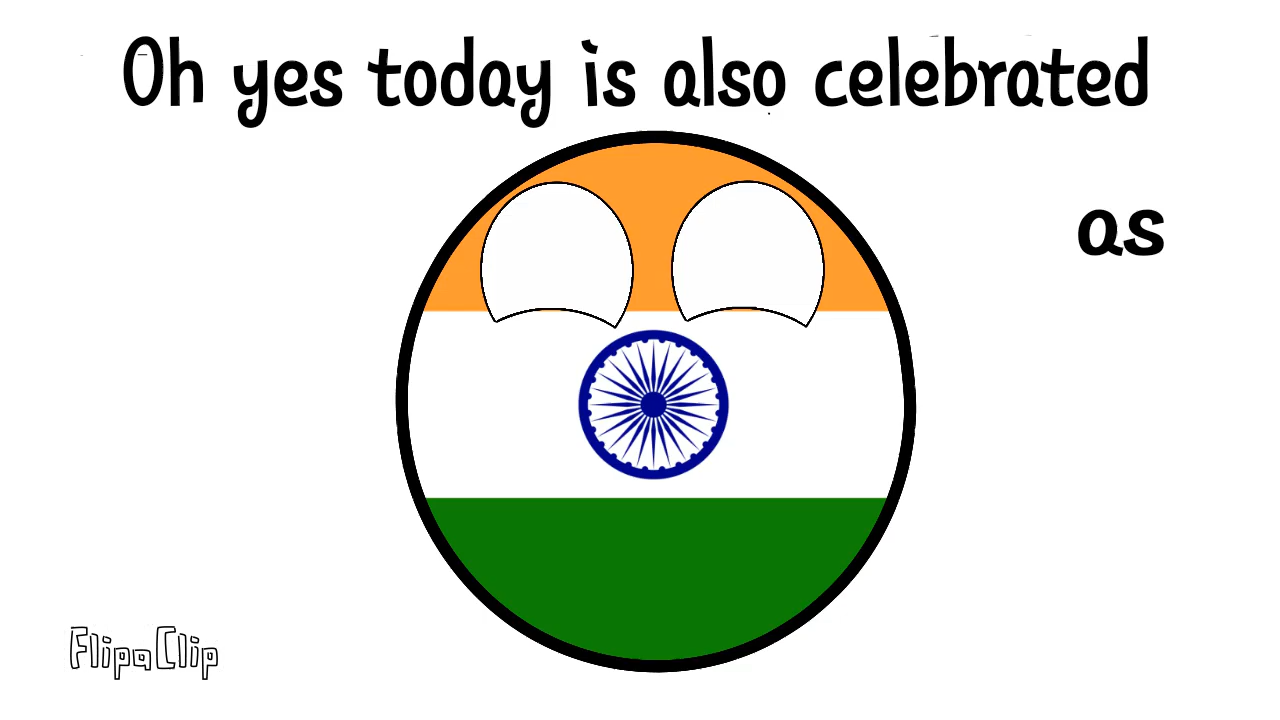 Oh yes today is also celebrated
as
FlipaClip